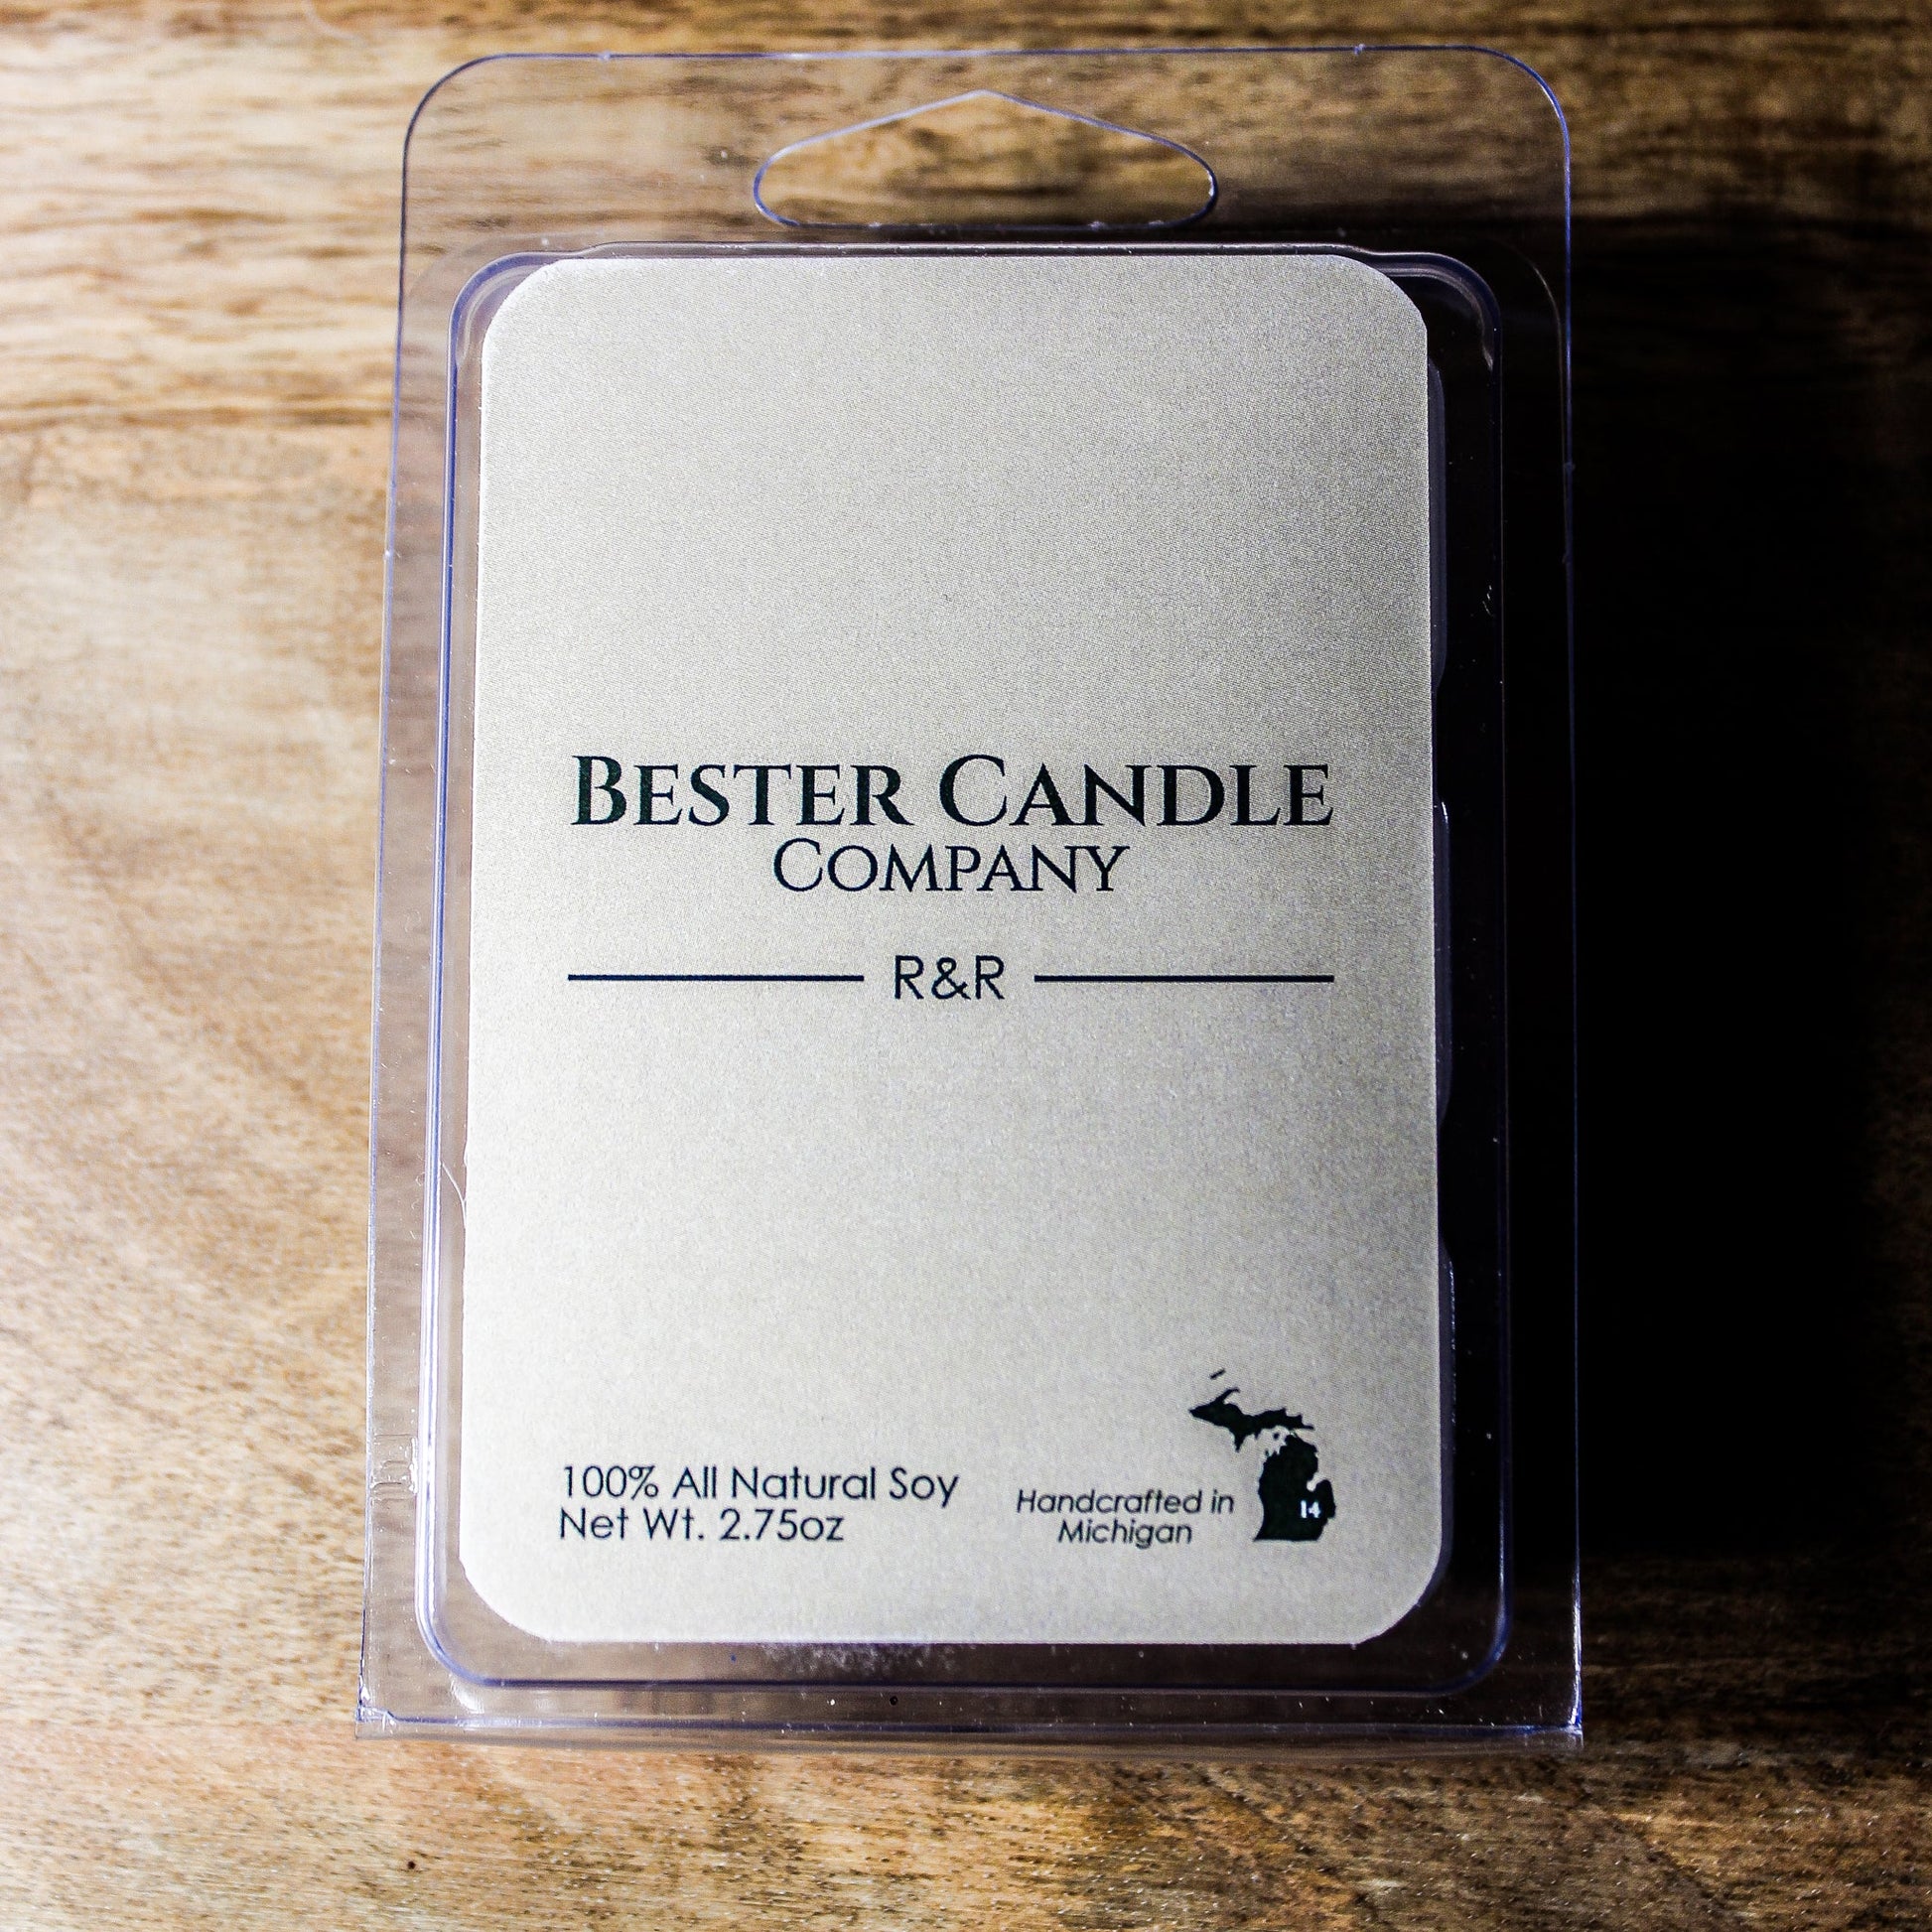 BESTER CANDLE
COMPANY
R&R
100% All Natural Soy
Net Wt. 2.75oz
Handcrafted in
Michigan
14